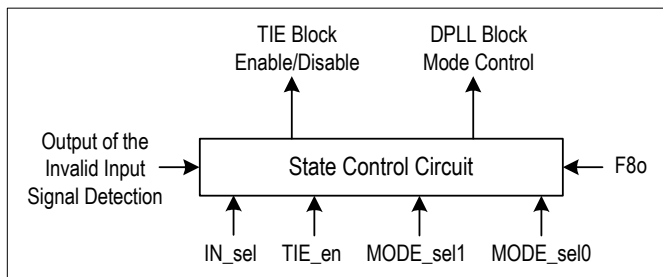 TIE Block
Enable/Disable
DPLL Block
Mode Control
Output of the
Invalid Input
Signal Detection
State Control Circuit
F8o
IN_sel
TIE_en
MODE_sel1
MODE_sel0